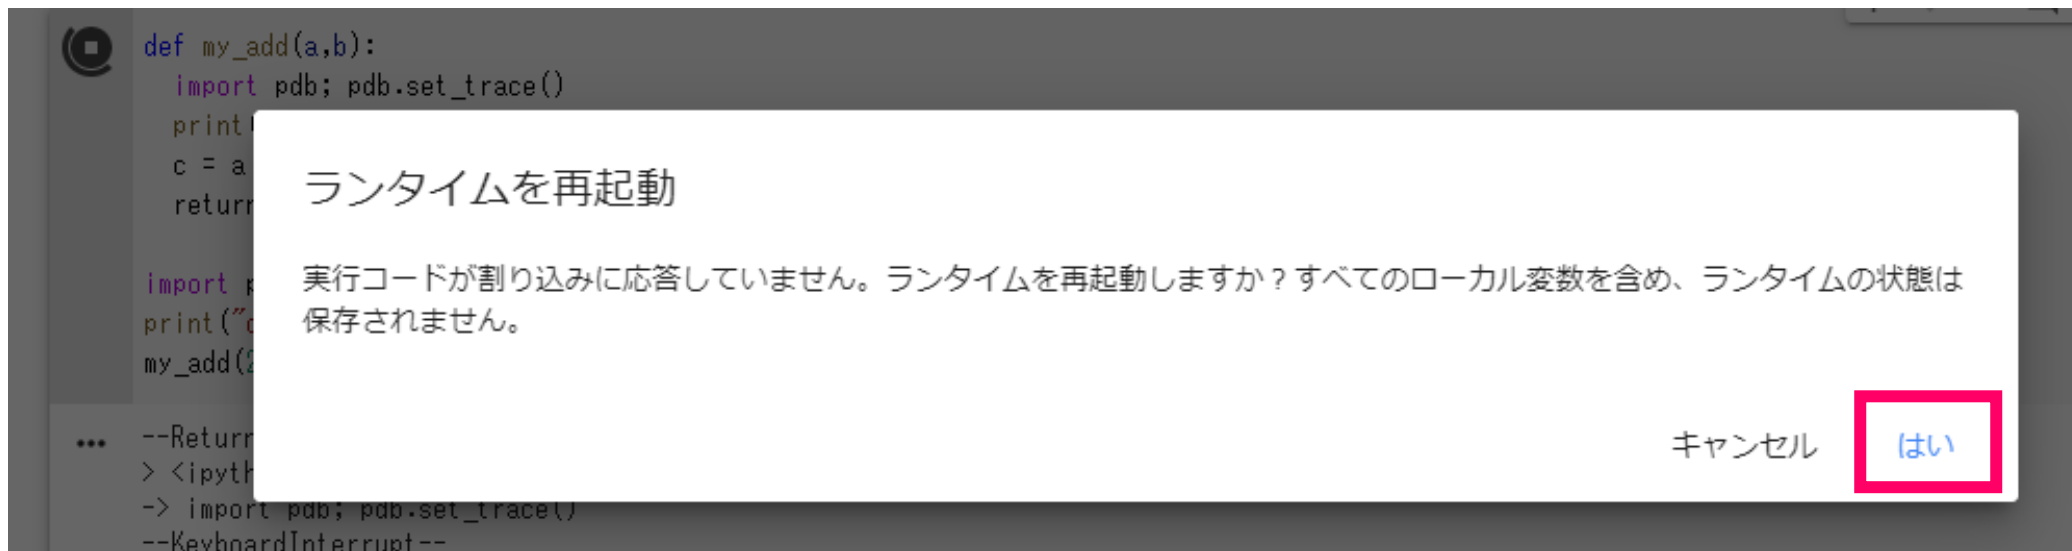 def my_add(a,b):
import pdb; pdb.set_trace()
print
c = a
ランタイムを再起動
実行コードが割り込みに応答していません。ランタイムを再起動しますか？すべてのローカル変数を含め、ランタイムの状態は
保存されません。
import
print("
my_add(
キャンセル はい
--Return
> <ipyth
-> import pdb; pdb.set_trace()
--KeyboardInterrupt--